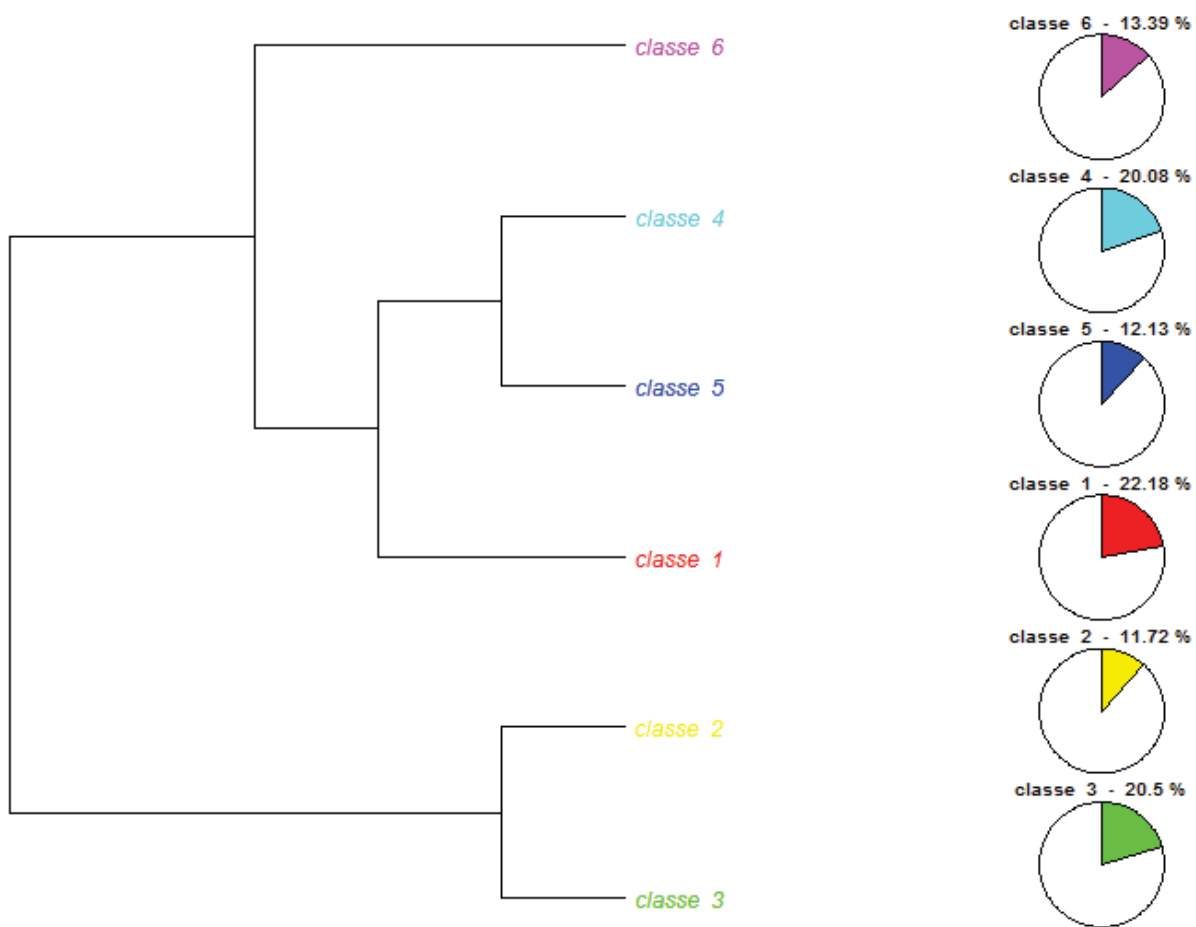 classe 6 - 13.39 %
classe 6
classe 4 - 20.08 %
classe 4
classe 5 - 12.13 %
classe 5
classe 1 - 22.18 %
classe 1
classe 2 - 11.72 %
classe 2
classe 3 - 20.5 %
classe 3